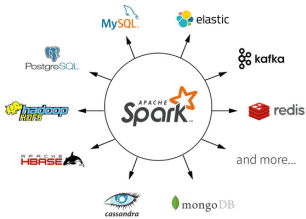 MySQL
elastic
PostgreSQL
kafka
hadoop
HDFS
APACHE
Spark
redis
APACHE
HBASE
and more...
cassandra
mongoDB